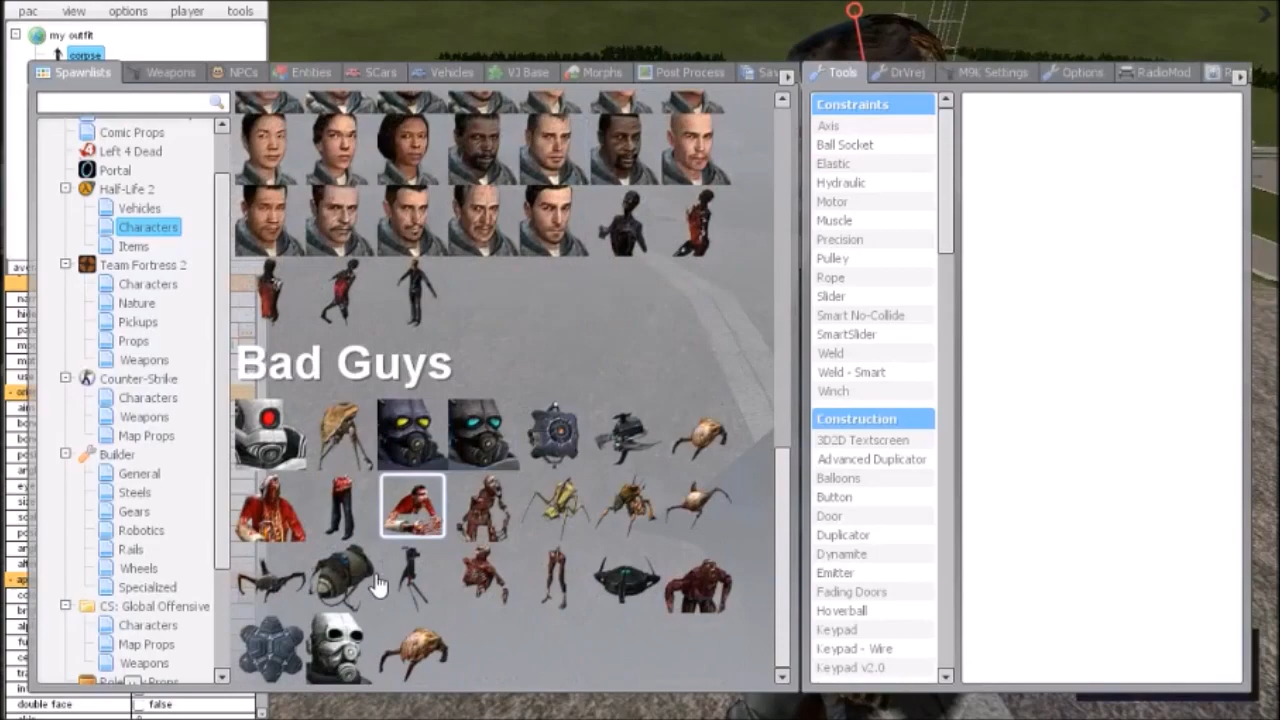 pac view options player tools
my outfit
corpse
Spawnlists Weapons NPCs Entities SCars Vehicles VJ Base Morphs Post Process
Comic Props
Left 4 Dead
Portal
Half-Life 2
Vehicles
Characters
Items
Team Fortress 2
Characters
Nature
Pickups
Props
Weapons
Counter-Strike
Characters
Weapons
Map Props
Builder
General
Steels
Gears
Robotics
Rails
Wheels
Specialized
CS: Global Offensive
Characters
Map Props
Weapons
double face false
Bad Guys
Tools DrVrej M9K Settings Options RadioMod
Constraints
Axis
Ball Socket
Elastic
Hydraulic
Motor
Muscle
Precision
Pulley
Rope
Slider
Smart No-Collide
SmartSlider
Weld
Weld - Smart
Winch
Construction
3D2D Textscreen
Advanced Duplicator
Balloons
Button
Door
Duplicator
Dynamite
Emitter
Fading Doors
Hoverball
Keypad
Keypad - Wire
Keypad v2.0